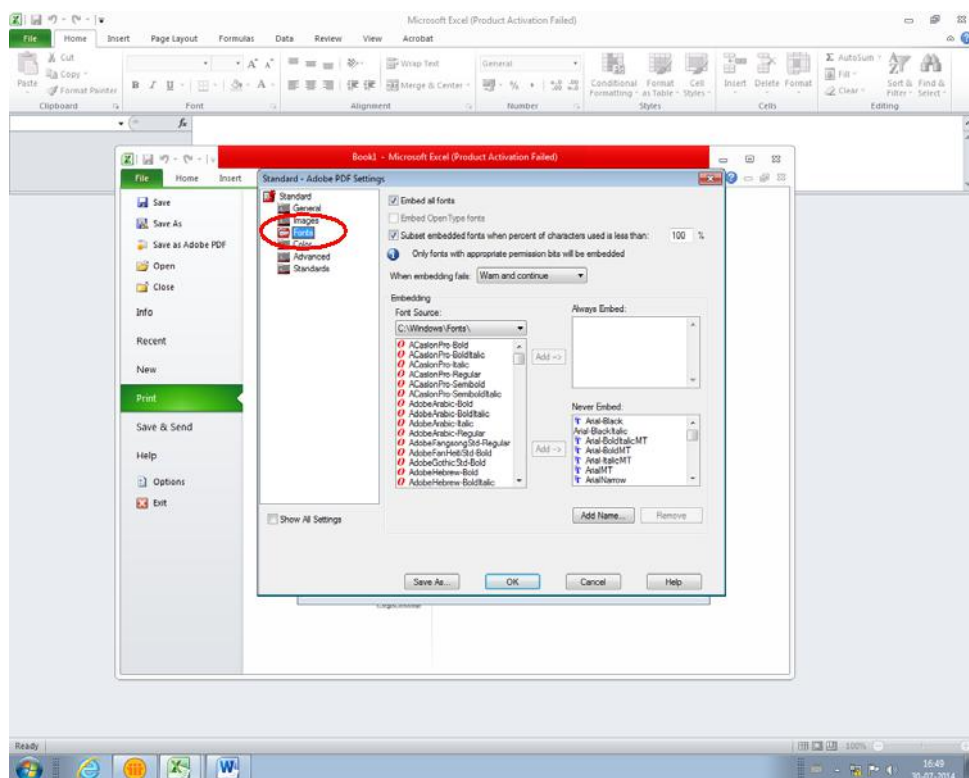 Microsoft Excel (Product Activation Failed)
File Home Insert Page Layout Formulas Data Review View Acrobat
Paste
Cut
Copy
Format Painter
Clipboard
B I U A
Font
Wrap Text
Merge & Center
Alignment
General
%
Number
Conditional Formatting
Format as Table
Cell Styles
Styles
Insert Delete Format
Cells
Σ AutoSum
Fill
Clear
Sort & Filter
Find & Select
Editing
fx
Book1 - Microsoft Excel (Product Activation Failed)
File Home Insert
Save
Save As
Save as Adobe PDF
Open
Close
Info
Recent
New
Print
Save & Send
Help
Options
Exit
Standard - Adobe PDF Settings
Standard
General
Images
Fonts
Color
Advanced
Standards
Show All Settings
Embed all fonts
Embed OpenType fonts
Subset embedded fonts when percent of characters used is less than: 100 %
Only fonts with appropriate permission bits will be embedded
When embedding fails: Warn and continue
Embedding
Font Source:
C:\Windows\Fonts\
ACaslonPro-Bold
ACaslonPro-BoldItalic
ACaslonPro-Italic
ACaslonPro-Regular
ACaslonPro-Semibold
ACaslonPro-SemiboldItalic
AdobeArabic-Bold
AdobeArabic-BoldItalic
AdobeArabic-Italic
AdobeArabic-Regular
AdobeFangsongStd-Regular
AdobeFanHeitiStd-Bold
AdobeGothicStd-Bold
AdobeHebrew-Bold
AdobeHebrew-BoldItalic
Add ->
Add ->
Always Embed:
Never Embed:
Arial-Black
Arial-BlackItalic
Arial-BoldItalicMT
Arial-BoldMT
Arial-ItalicMT
ArialMT
ArialNarrow
Add Name... Remove
Save As... OK Cancel Help
Ready
100%
16:49
30-07-2014